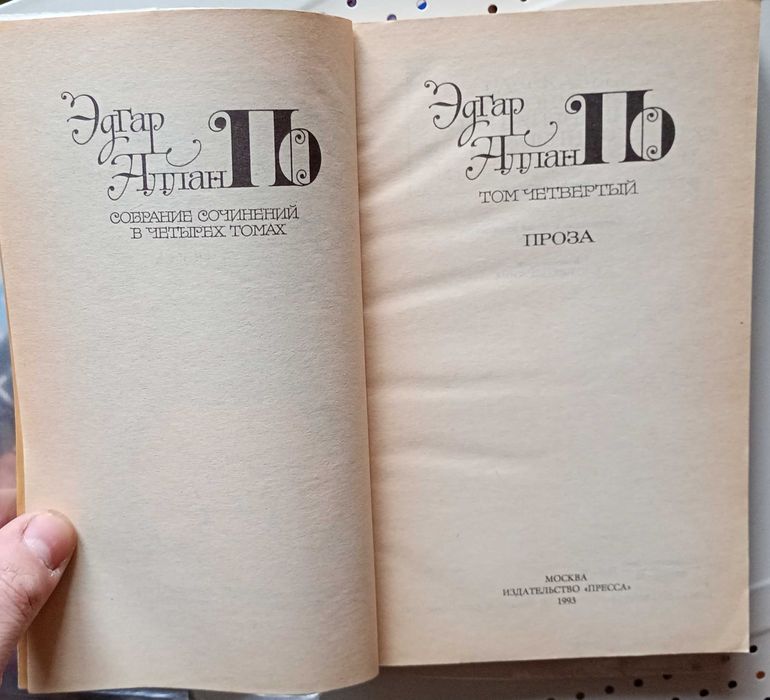 Эдгар
Аллан По
СОБРАНИЕ СОЧИНЕНИЙ
В ЧЕТЫРЕХ ТОМАХ
Эдгар
Аллан По
ТОМ ЧЕТВЕРТЫЙ
ПРОЗА
МОСКВА
ИЗДАТЕЛЬСТВО «ПРЕССА»
1993